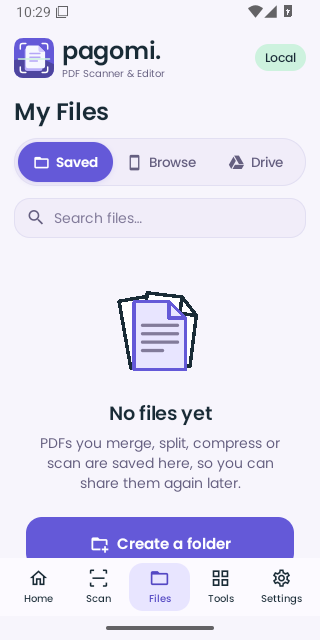 10:29
pagomi.
PDF Scanner & Editor
Local
My Files
Saved
Browse
Drive
Search files...
No files yet
PDFs you merge, split, compress or
scan are saved here, so you can
share them again later.
Create a folder
Home
Scan
Files
Tools
Settings